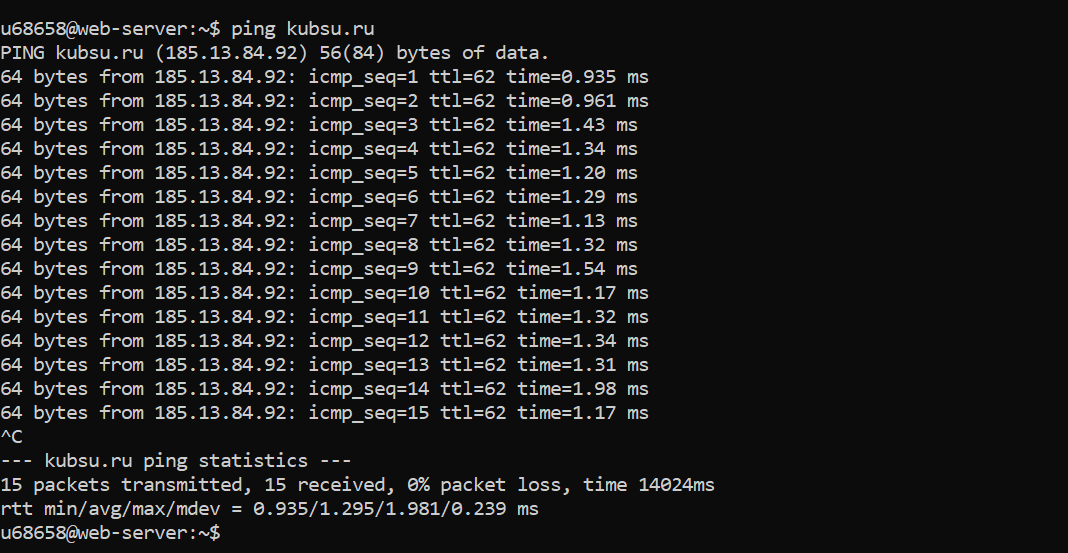 u68658@web-server:~$ ping kubsu.ru
PING kubsu.ru (185.13.84.92) 56(84) bytes of data.
64 bytes from 185.13.84.92: icmp_seq=1 ttl=62 time=0.935 ms
64 bytes from 185.13.84.92: icmp_seq=2 ttl=62 time=0.961 ms
64 bytes from 185.13.84.92: icmp_seq=3 ttl=62 time=1.43 ms
64 bytes from 185.13.84.92: icmp_seq=4 ttl=62 time=1.34 ms
64 bytes from 185.13.84.92: icmp_seq=5 ttl=62 time=1.20 ms
64 bytes from 185.13.84.92: icmp_seq=6 ttl=62 time=1.29 ms
64 bytes from 185.13.84.92: icmp_seq=7 ttl=62 time=1.13 ms
64 bytes from 185.13.84.92: icmp_seq=8 ttl=62 time=1.32 ms
64 bytes from 185.13.84.92: icmp_seq=9 ttl=62 time=1.54 ms
64 bytes from 185.13.84.92: icmp_seq=10 ttl=62 time=1.17 ms
64 bytes from 185.13.84.92: icmp_seq=11 ttl=62 time=1.32 ms
64 bytes from 185.13.84.92: icmp_seq=12 ttl=62 time=1.34 ms
64 bytes from 185.13.84.92: icmp_seq=13 ttl=62 time=1.31 ms
64 bytes from 185.13.84.92: icmp_seq=14 ttl=62 time=1.98 ms
64 bytes from 185.13.84.92: icmp_seq=15 ttl=62 time=1.17 ms
^C
--- kubsu.ru ping statistics ---
15 packets transmitted, 15 received, 0% packet loss, time 14024ms
rtt min/avg/max/mdev = 0.935/1.295/1.981/0.239 ms
u68658@web-server:~$